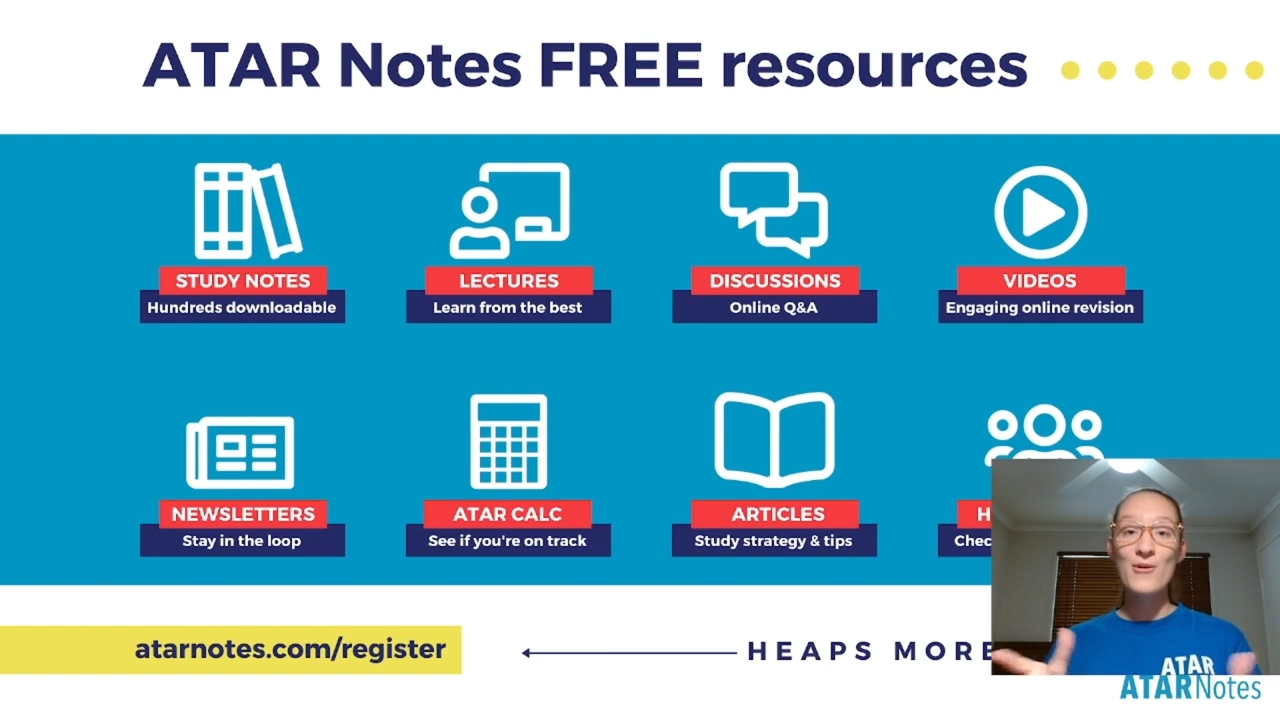 ATAR Notes FREE resources
STUDY NOTES
Hundreds downloadable
LECTURES
Learn from the best
DISCUSSIONS
Online Q&A
VIDEOS
Engaging online revision
NEWSLETTERS
Stay in the loop
ATAR CALC
See if you're on track
ARTICLES
Study strategy & tips
atarnotes.com/register
HEAPS MORE
ATAR
ATARNotes